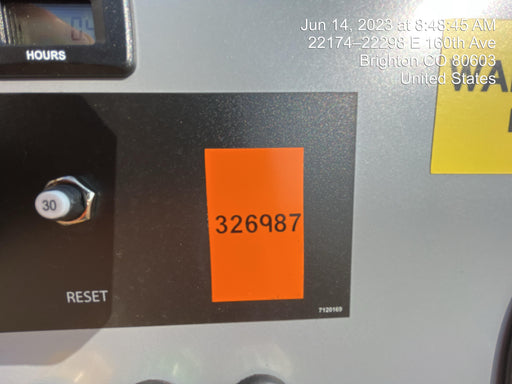 Jun 14, 2023 at 8:48:45 AM
22174–22298 E 160th Ave
Brighton CO 80603
United States
HOURS
30
326987
RESET
7120169